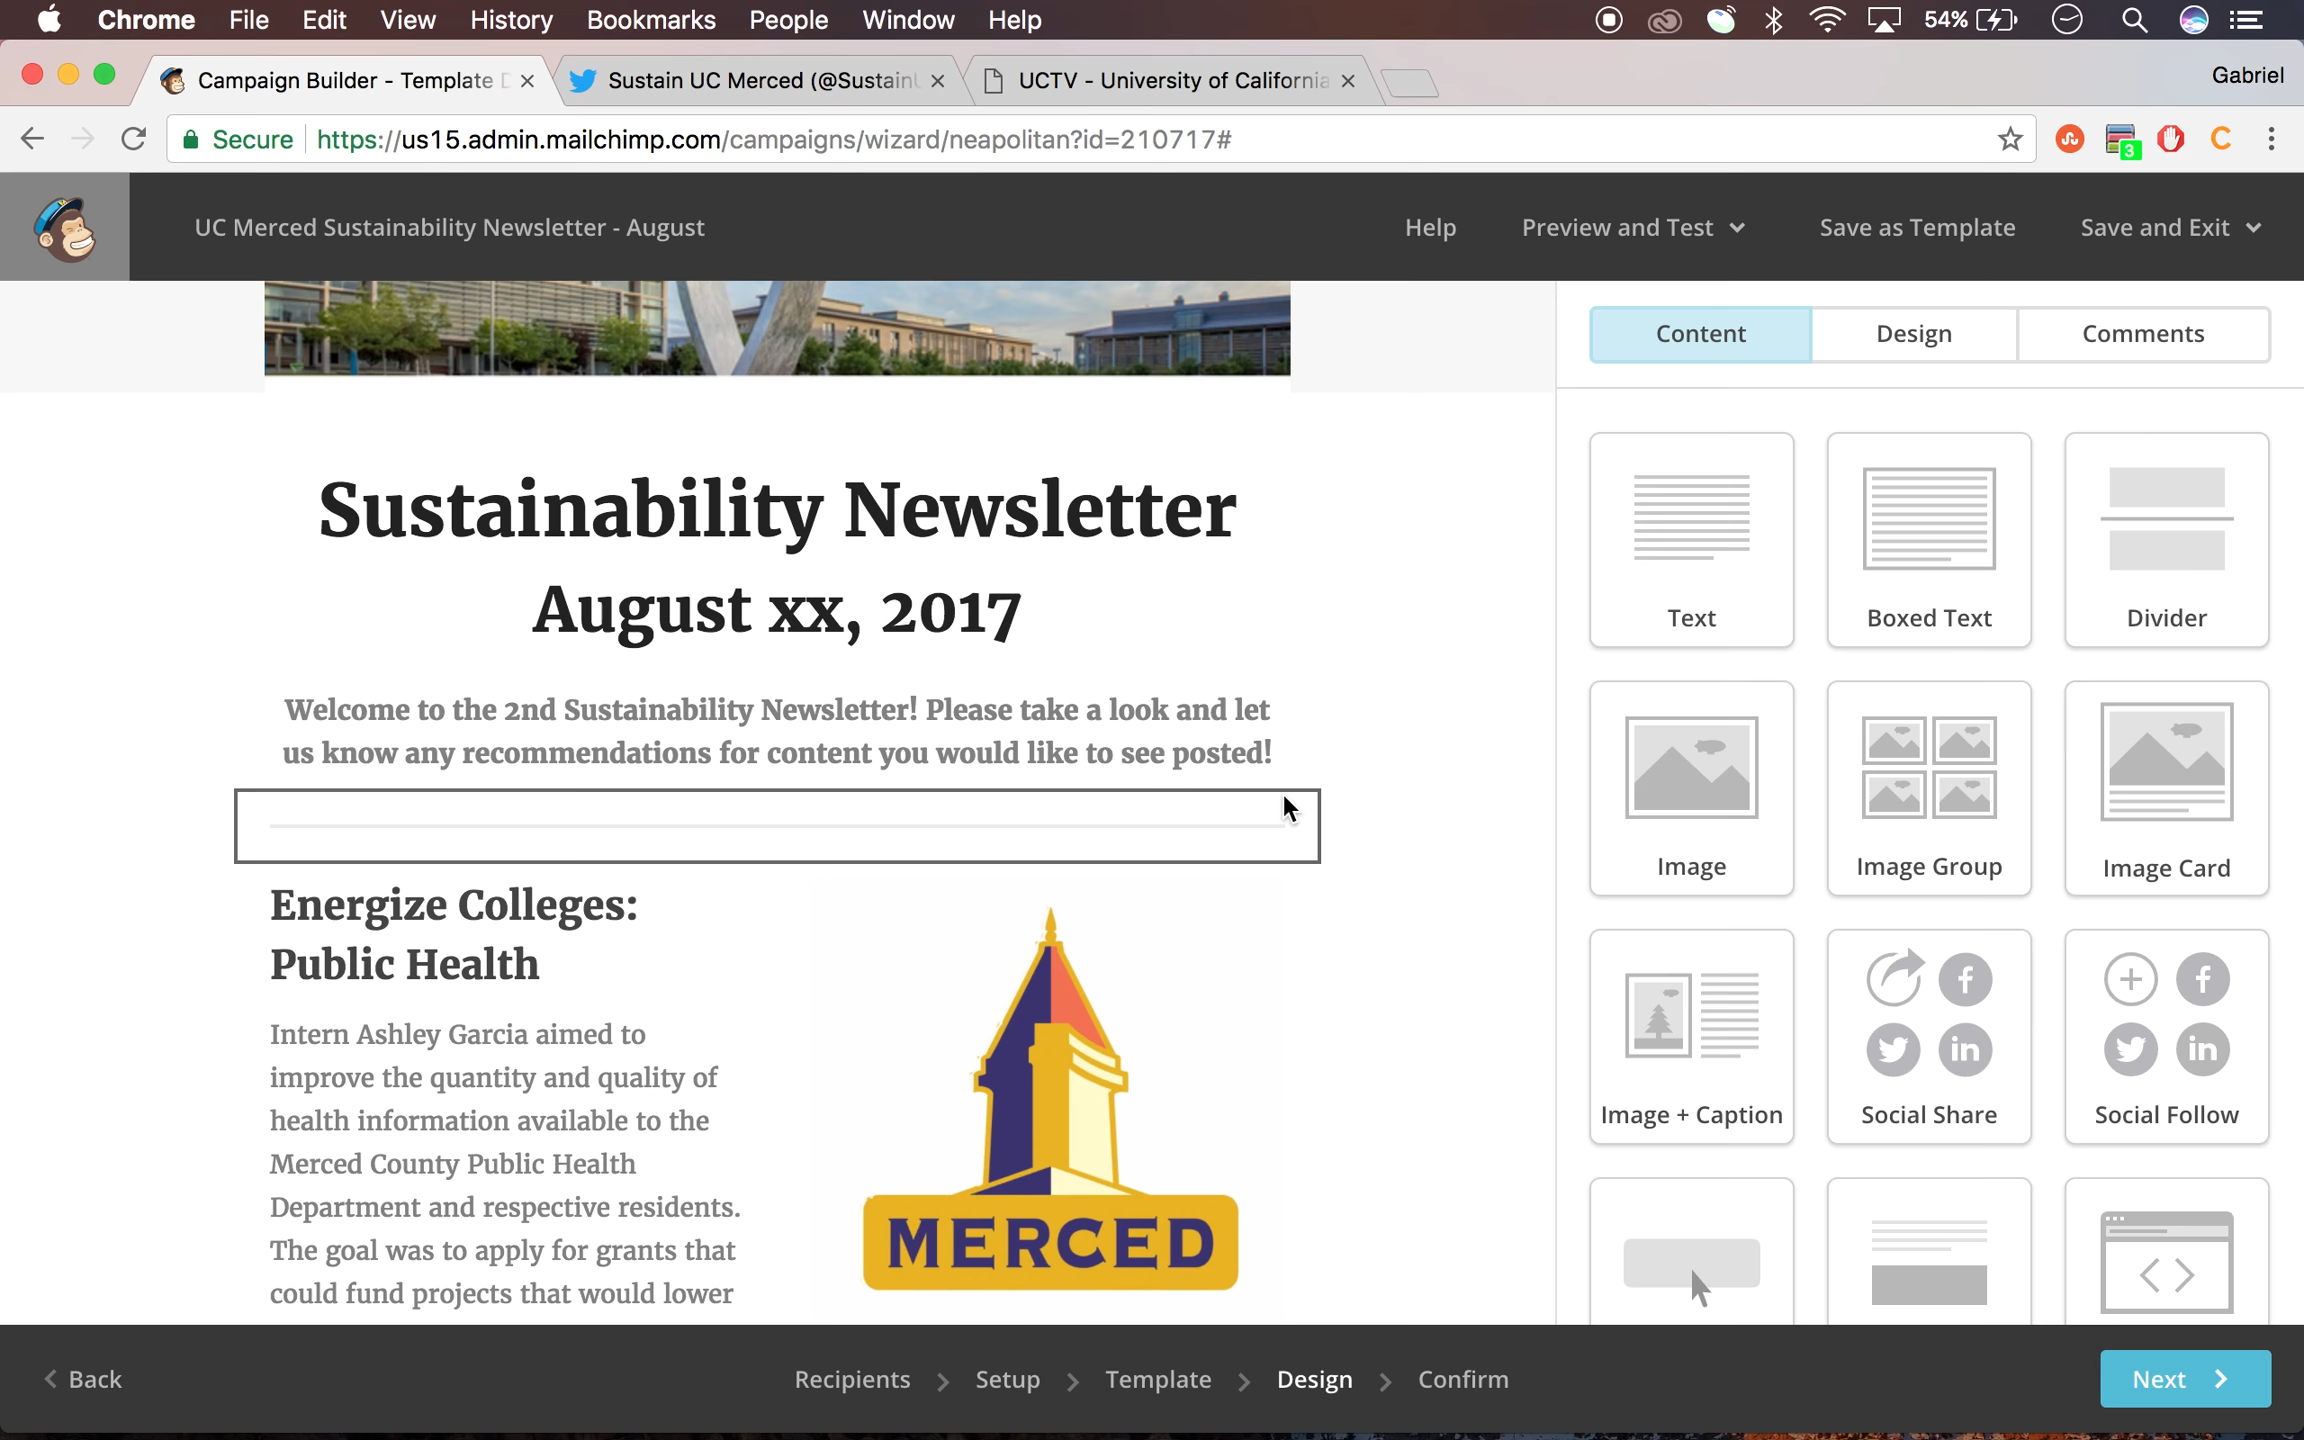 Chrome File Edit View History Bookmarks People Window Help 54%
Campaign Builder - Template Sustain UC Merced (@Sustain UCTV - University of California Gabriel
Secure https://us15.admin.mailchimp.com/campaigns/wizard/neapolitan?id=210717#
3
UC Merced Sustainability Newsletter - August Help Preview and Test Save as Template Save and Exit
Content Design Comments
Sustainability Newsletter
August xx, 2017
Welcome to the 2nd Sustainability Newsletter! Please take a look and let
us know any recommendations for content you would like to see posted!
Energize Colleges:
Public Health
Intern Ashley Garcia aimed to
improve the quantity and quality of
health information available to the
Merced County Public Health
Department and respective residents.
The goal was to apply for grants that
could fund projects that would lower
MERCED
Text Boxed Text Divider
Image Image Group Image Card
Image + Caption Social Share Social Follow
Back Recipients Setup Template Design Confirm Next